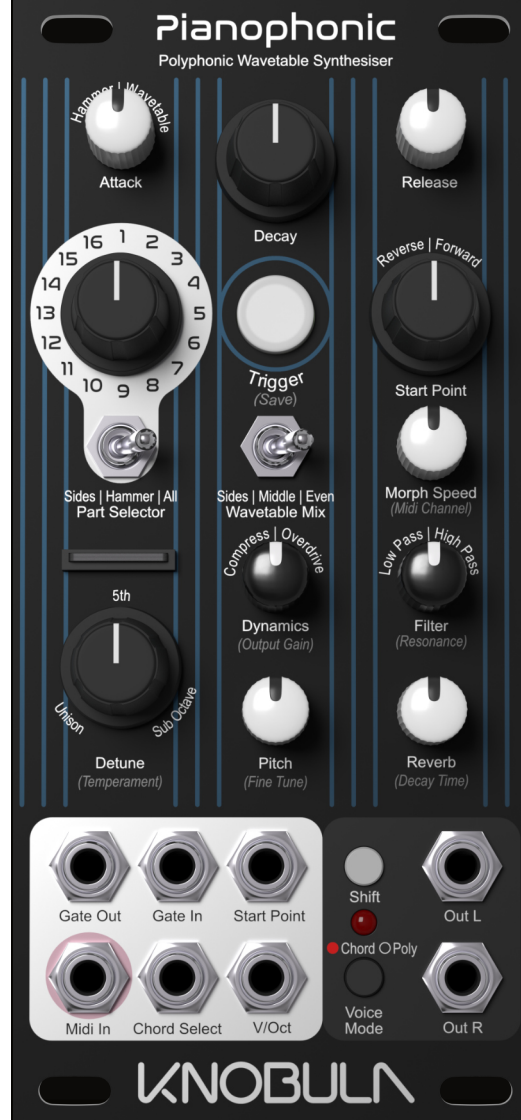 Pianophonic
Polyphonic Wavetable Synthesiser
Hammer | Wavetable
Attack
Decay
Release
16 1 2 3 4 5 6 7 8 9 10 11 12 13 14 15
Trigger
(Save)
Reverse | Forward
Start Point
Sides | Hammer | All
Part Selector
Sides | Middle | Even
Wavetable Mix
Morph Speed
(Midi Channel)
5th
Unison
Sub Octave
Detune
(Temperament)
Compress | Overdrive
Dynamics
(Output Gain)
Low Pass | High Pass
Filter
(Resonance)
Pitch
(Fine Tune)
Reverb
(Decay Time)
Gate Out
Gate In
Start Point
Midi In
Chord Select
V/Oct
Shift
Chord Poly
Voice
Mode
Out L
Out R
KNOBULA